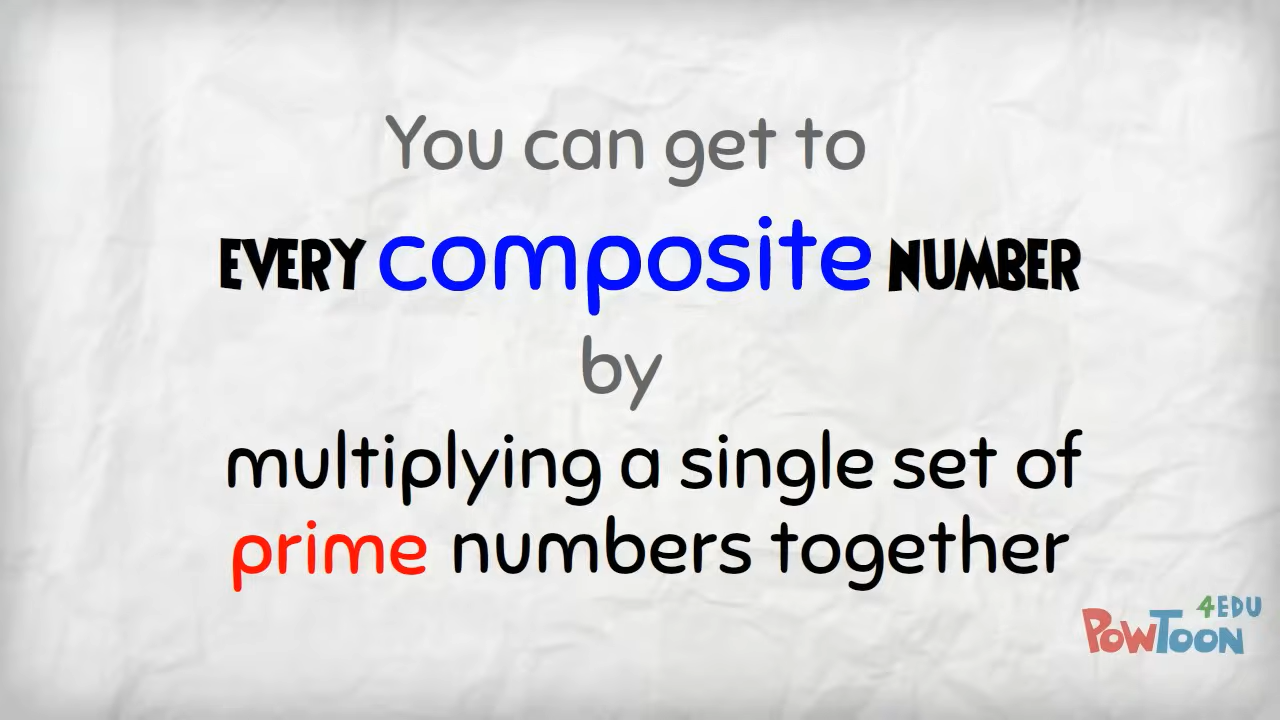 You can get to
EVERY composite NUMBER
by
multiplying a single set of
prime numbers together
4EDU
POWTOON